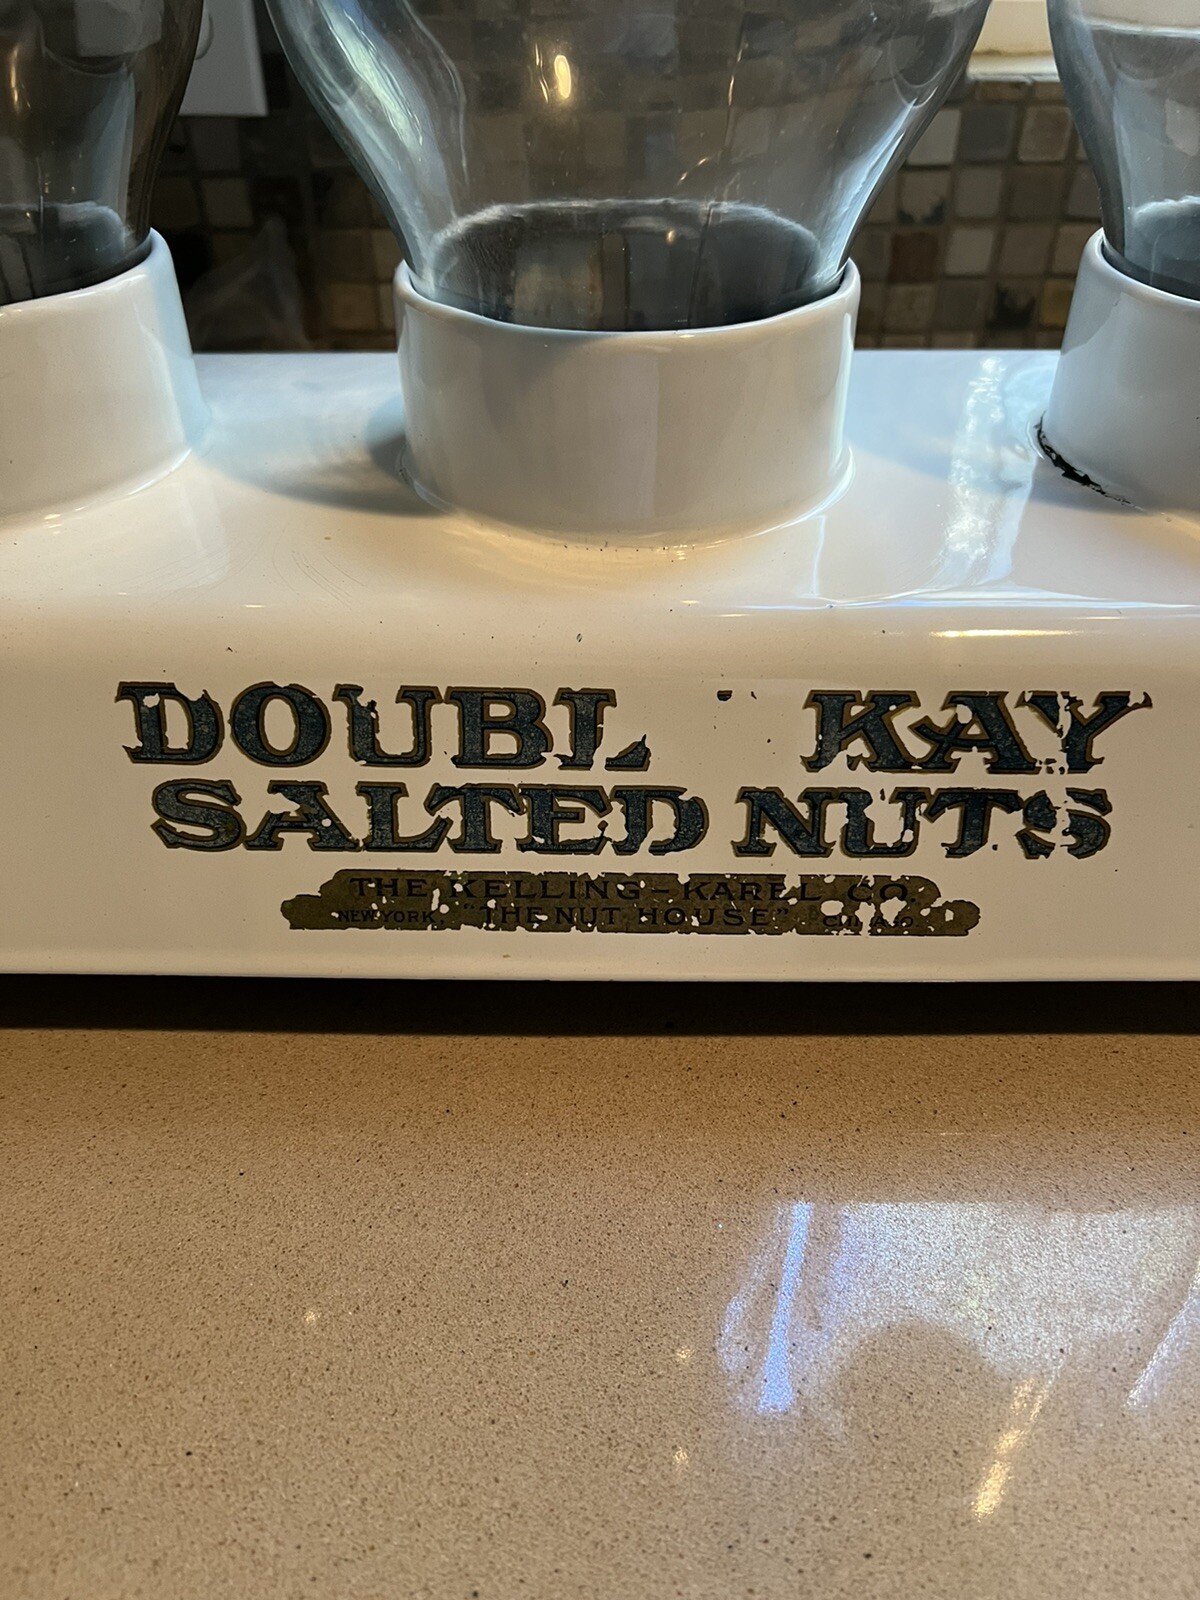 DOUBL KAY
SALTED NUTS
THE KELLING-KAREL CO.
NEW YORK, "THE NUT HOUSE"